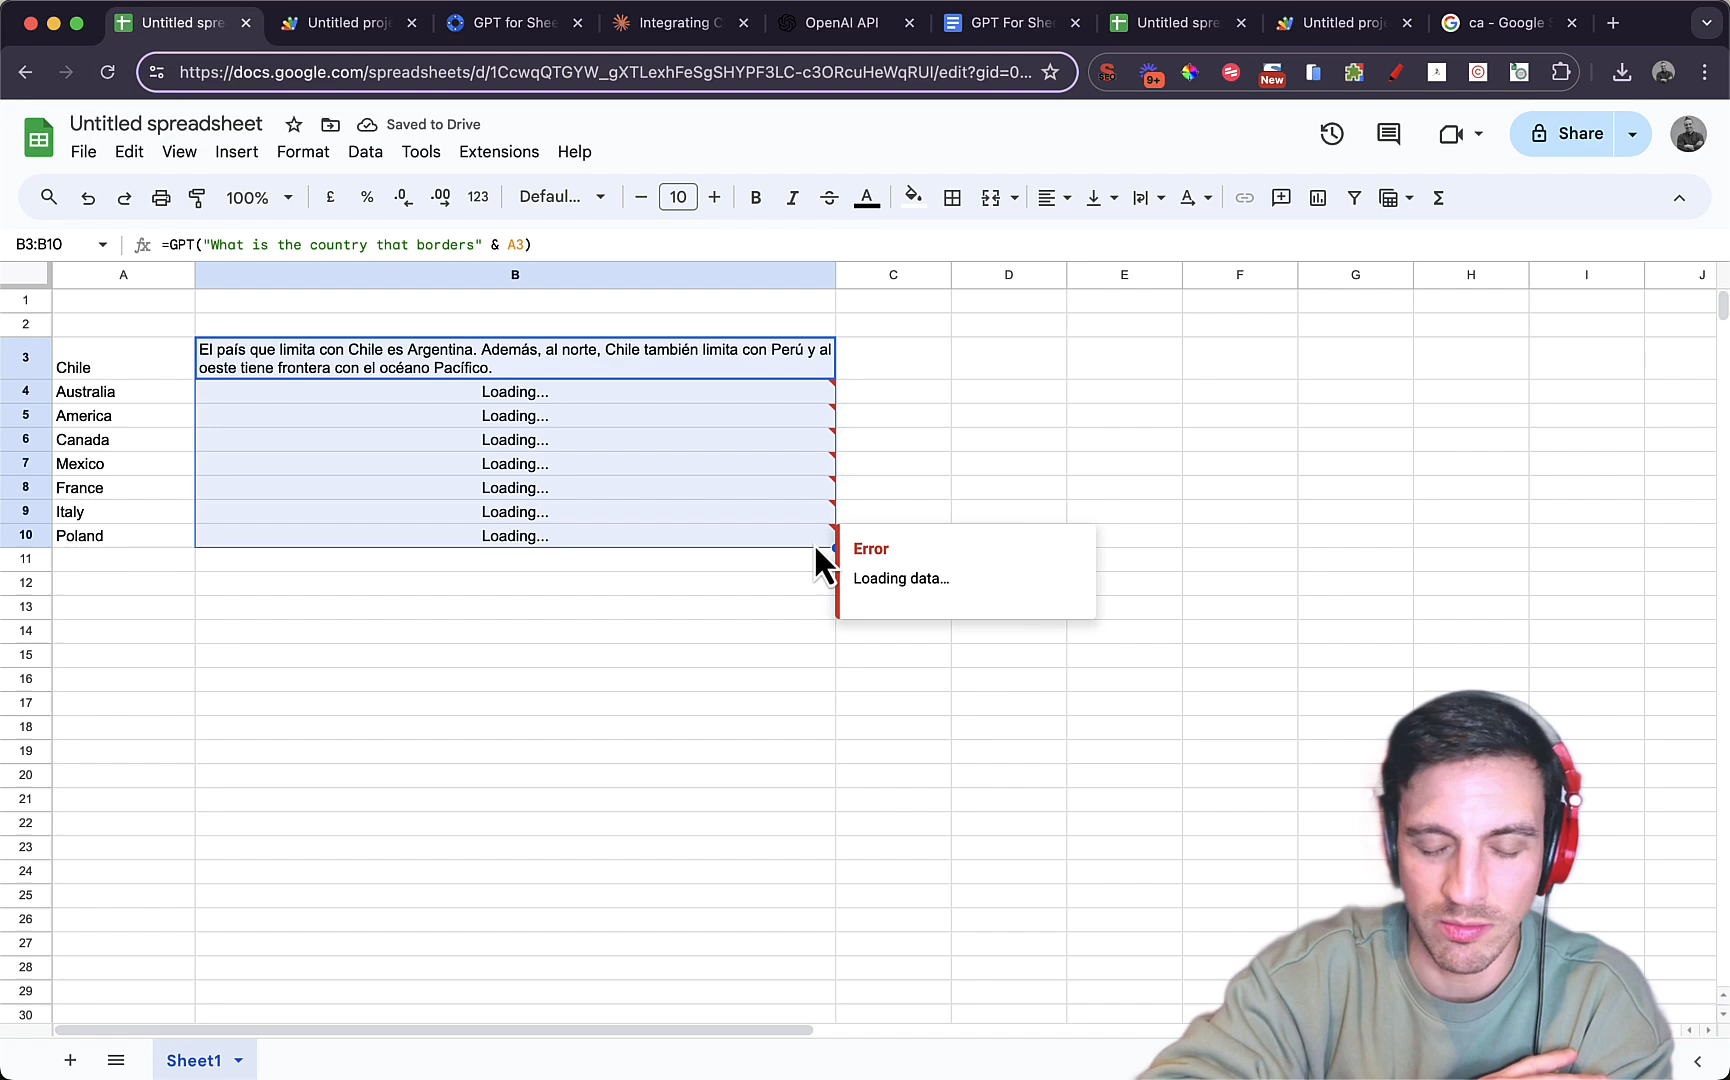 Untitled spre
Untitled proje
GPT for Shee
Integrating C
OpenAI API
GPT For She
Untitled spre
Untitled proje
ca - Google S
https://docs.google.com/spreadsheets/d/1CcwqQTGYW_gXTLexhFeSgSHYPF3LC-c3ORcuHeWqRUI/edit?gid=0...
SEO
9+
New
Untitled spreadsheet
Saved to Drive
File Edit View Insert Format Data Tools Extensions Help
Share
100% £ % .0 .00 123 Defaul... 10 B I A Σ
B3:B10 fx =GPT("What is the country that borders" & A3)
A B C D E F G H I J
1
2
3 Chile El país que limita con Chile es Argentina. Además, al norte, Chile también limita con Perú y al
oeste tiene frontera con el océano Pacífico.
4 Australia Loading...
5 America Loading...
6 Canada Loading...
7 Mexico Loading...
8 France Loading...
9 Italy Loading...
10 Poland Loading...
Error
Loading data...
11
12
13
14
15
16
17
18
19
20
21
22
23
24
25
26
27
28
29
30
Sheet1